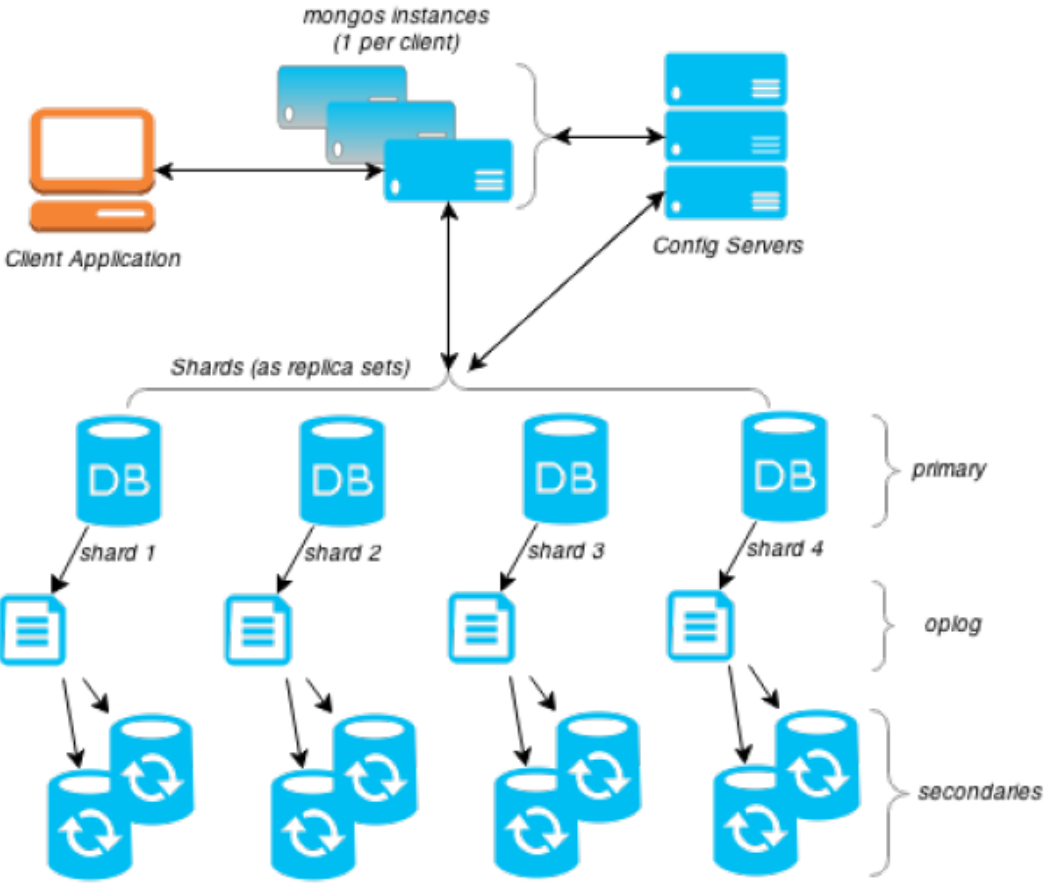 mongos instances
(1 per client)
Client Application
Config Servers
Shards (as replica sets)
DB
DB
DB
DB
primary
shard 1
shard 2
shard 3
shard 4
oplog
secondaries